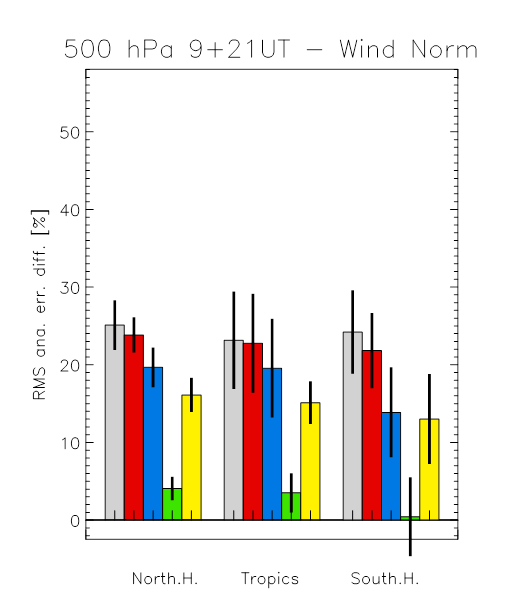 500 hPa 9+21UT – Wind Norm
RMS ana. err. diff. [%]
50
40
30
20
10
0
North.H. Tropics South.H.